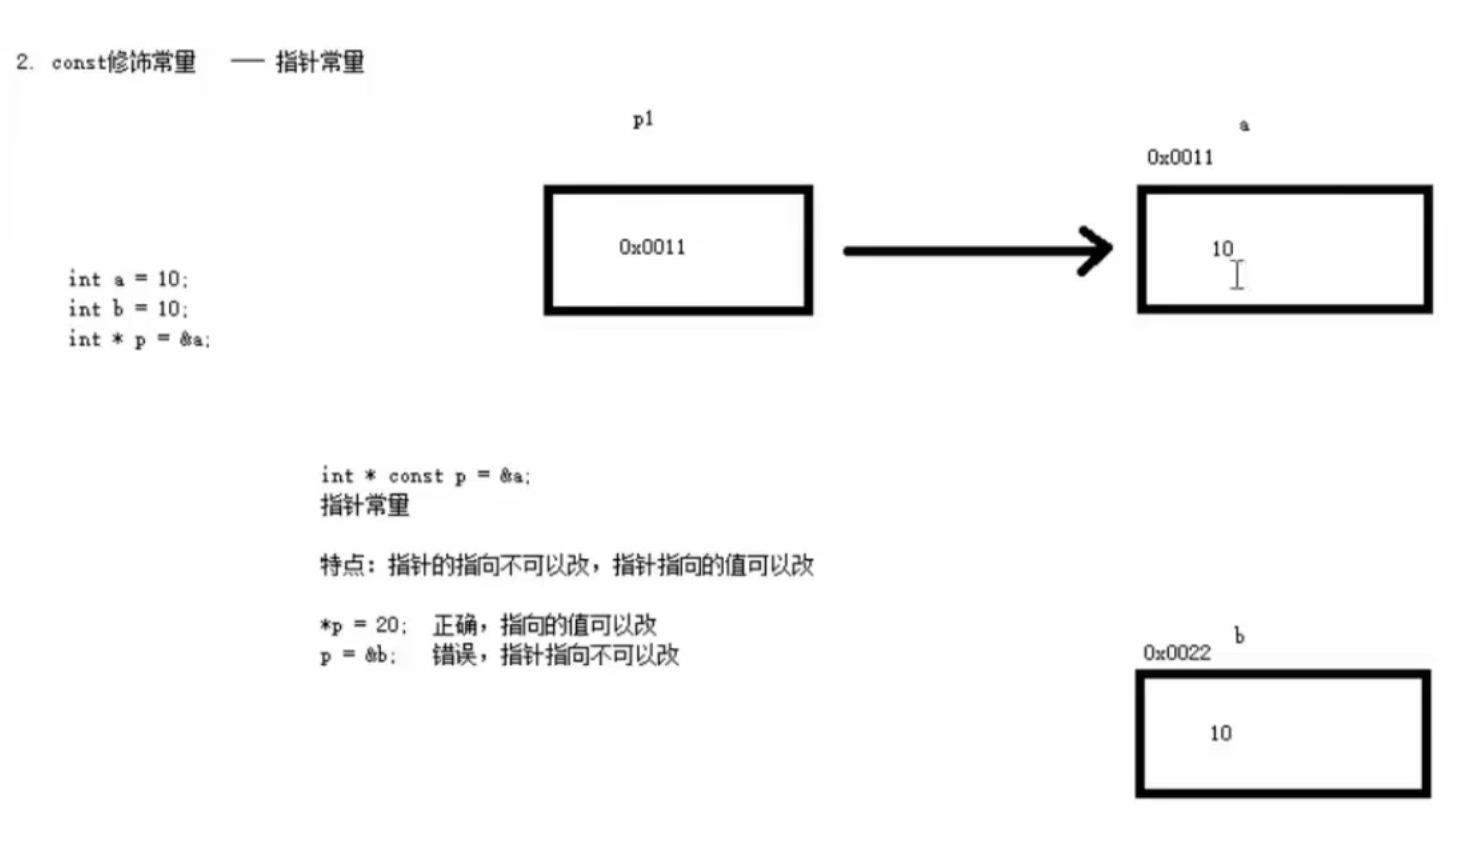 2. const修饰常量 — 指针常量
p1
a
0x0011
0x0011
10
int a = 10;
int b = 10;
int * p = &a;
int * const p = &a;
指针常量
特点：指针的指向不可以改，指针指向的值可以改
*p = 20; 正确，指向的值可以改
p = &b; 错误，指针指向不可以改
b
0x0022
10